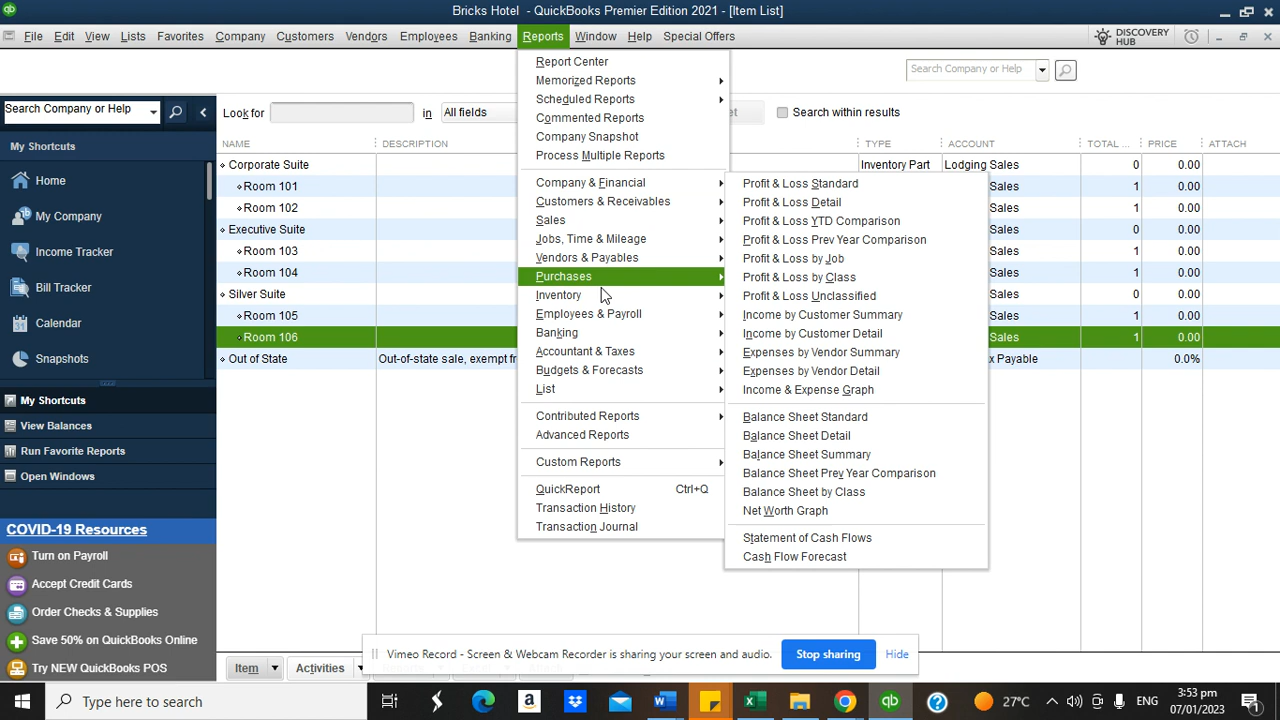 Bricks Hotel - QuickBooks Premier Edition 2021 - [Item List]
File Edit View Lists Favorites Company Customers Vendors Employees Banking Reports Window Help Special Offers
DISCOVERY
HUB
Search Company or Help
Search Company or Help
Look for in All fields Search within results
My Shortcuts
Home
My Company
Income Tracker
Bill Tracker
Calendar
Snapshots
My Shortcuts
View Balances
Run Favorite Reports
Open Windows
COVID-19 Resources
Turn on Payroll
Accept Credit Cards
Order Checks & Supplies
Save 50% on QuickBooks Online
Try NEW QuickBooks POS
NAME DESCRIPTION TYPE ACCOUNT TOTAL ... PRICE ATTACH
Corporate Suite Inventory Part Lodging Sales 0 0.00
Room 101 Sales 1 0.00
Room 102 Sales 1 0.00
Executive Suite Sales 0 0.00
Room 103 Sales 1 0.00
Room 104 Sales 1 0.00
Silver Suite Sales 0 0.00
Room 105 Sales 1 0.00
Room 106 Sales 1 0.00
Out of State Out-of-state sale, exempt fr Payable 0.0%
Report Center
Memorized Reports
Scheduled Reports
Commented Reports
Company Snapshot
Process Multiple Reports
Company & Financial
Customers & Receivables
Sales
Jobs, Time & Mileage
Vendors & Payables
Purchases
Inventory
Employees & Payroll
Banking
Accountant & Taxes
Budgets & Forecasts
List
Contributed Reports
Advanced Reports
Custom Reports
QuickReport Ctrl+Q
Transaction History
Transaction Journal
Profit & Loss Standard
Profit & Loss Detail
Profit & Loss YTD Comparison
Profit & Loss Prev Year Comparison
Profit & Loss by Job
Profit & Loss by Class
Profit & Loss Unclassified
Income by Customer Summary
Income by Customer Detail
Expenses by Vendor Summary
Expenses by Vendor Detail
Income & Expense Graph
Balance Sheet Standard
Balance Sheet Detail
Balance Sheet Summary
Balance Sheet Prev Year Comparison
Balance Sheet by Class
Net Worth Graph
Statement of Cash Flows
Cash Flow Forecast
Item Activities
Vimeo Record - Screen & Webcam Recorder is sharing your screen and audio. Stop sharing Hide
Type here to search
27°C ENG
3:53 pm
07/01/2023